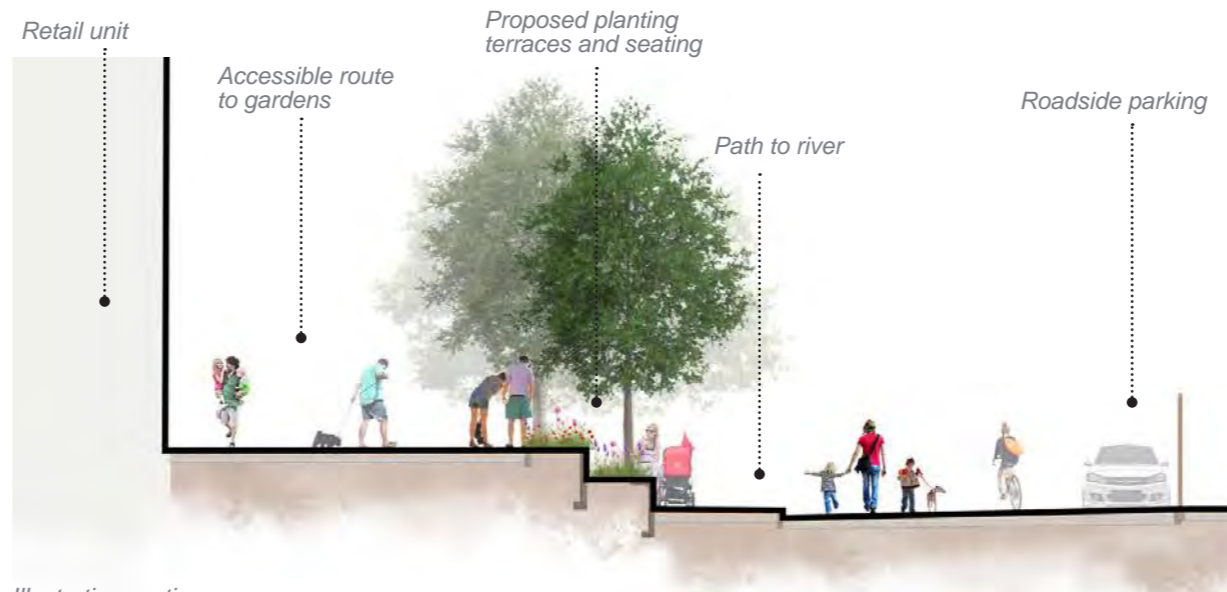 Retail unit
Accessible route
to gardens
Proposed planting
terraces and seating
Path to river
Roadside parking